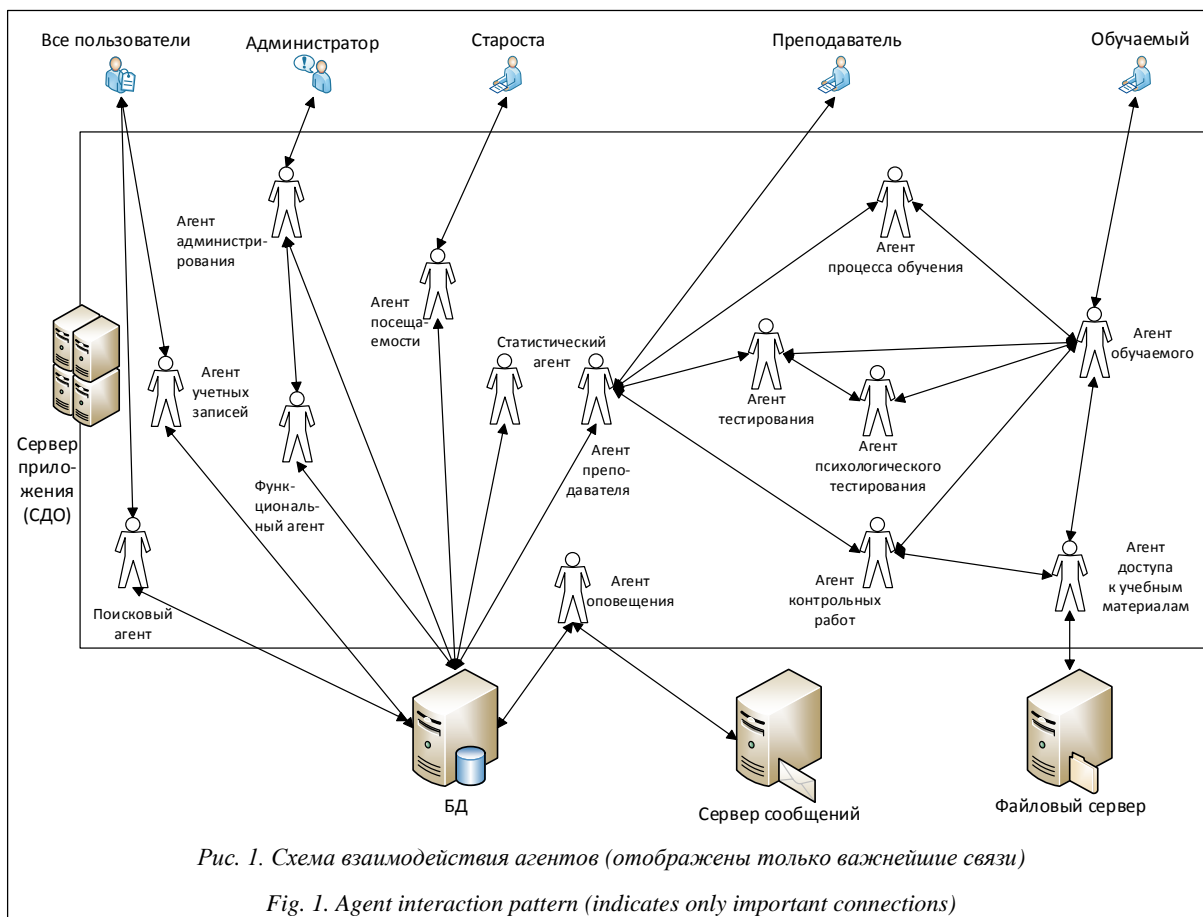 Все пользователи
Администратор
Староста
Преподаватель
Обучаемый
Агент
администри-
рования
Агент
посеща-
емости
Агент
процесса обучения
Сервер
прило-
жения
(СДО)
Агент
учетных
записей
Статистический
агент
Агент
тестирования
Агент
обучаемого
Функ-
циональный агент
Агент
препо-
давателя
Агент
психологического
тестирования
Поисковый
агент
Агент
оповещения
Агент
контрольных
работ
Агент
доступа
к учебным
материалам
БД
Сервер сообщений
Файловый сервер
Рис. 1. Схема взаимодействия агентов (отображены только важнейшие связи)
Fig. 1. Agent interaction pattern (indicates only important connections)